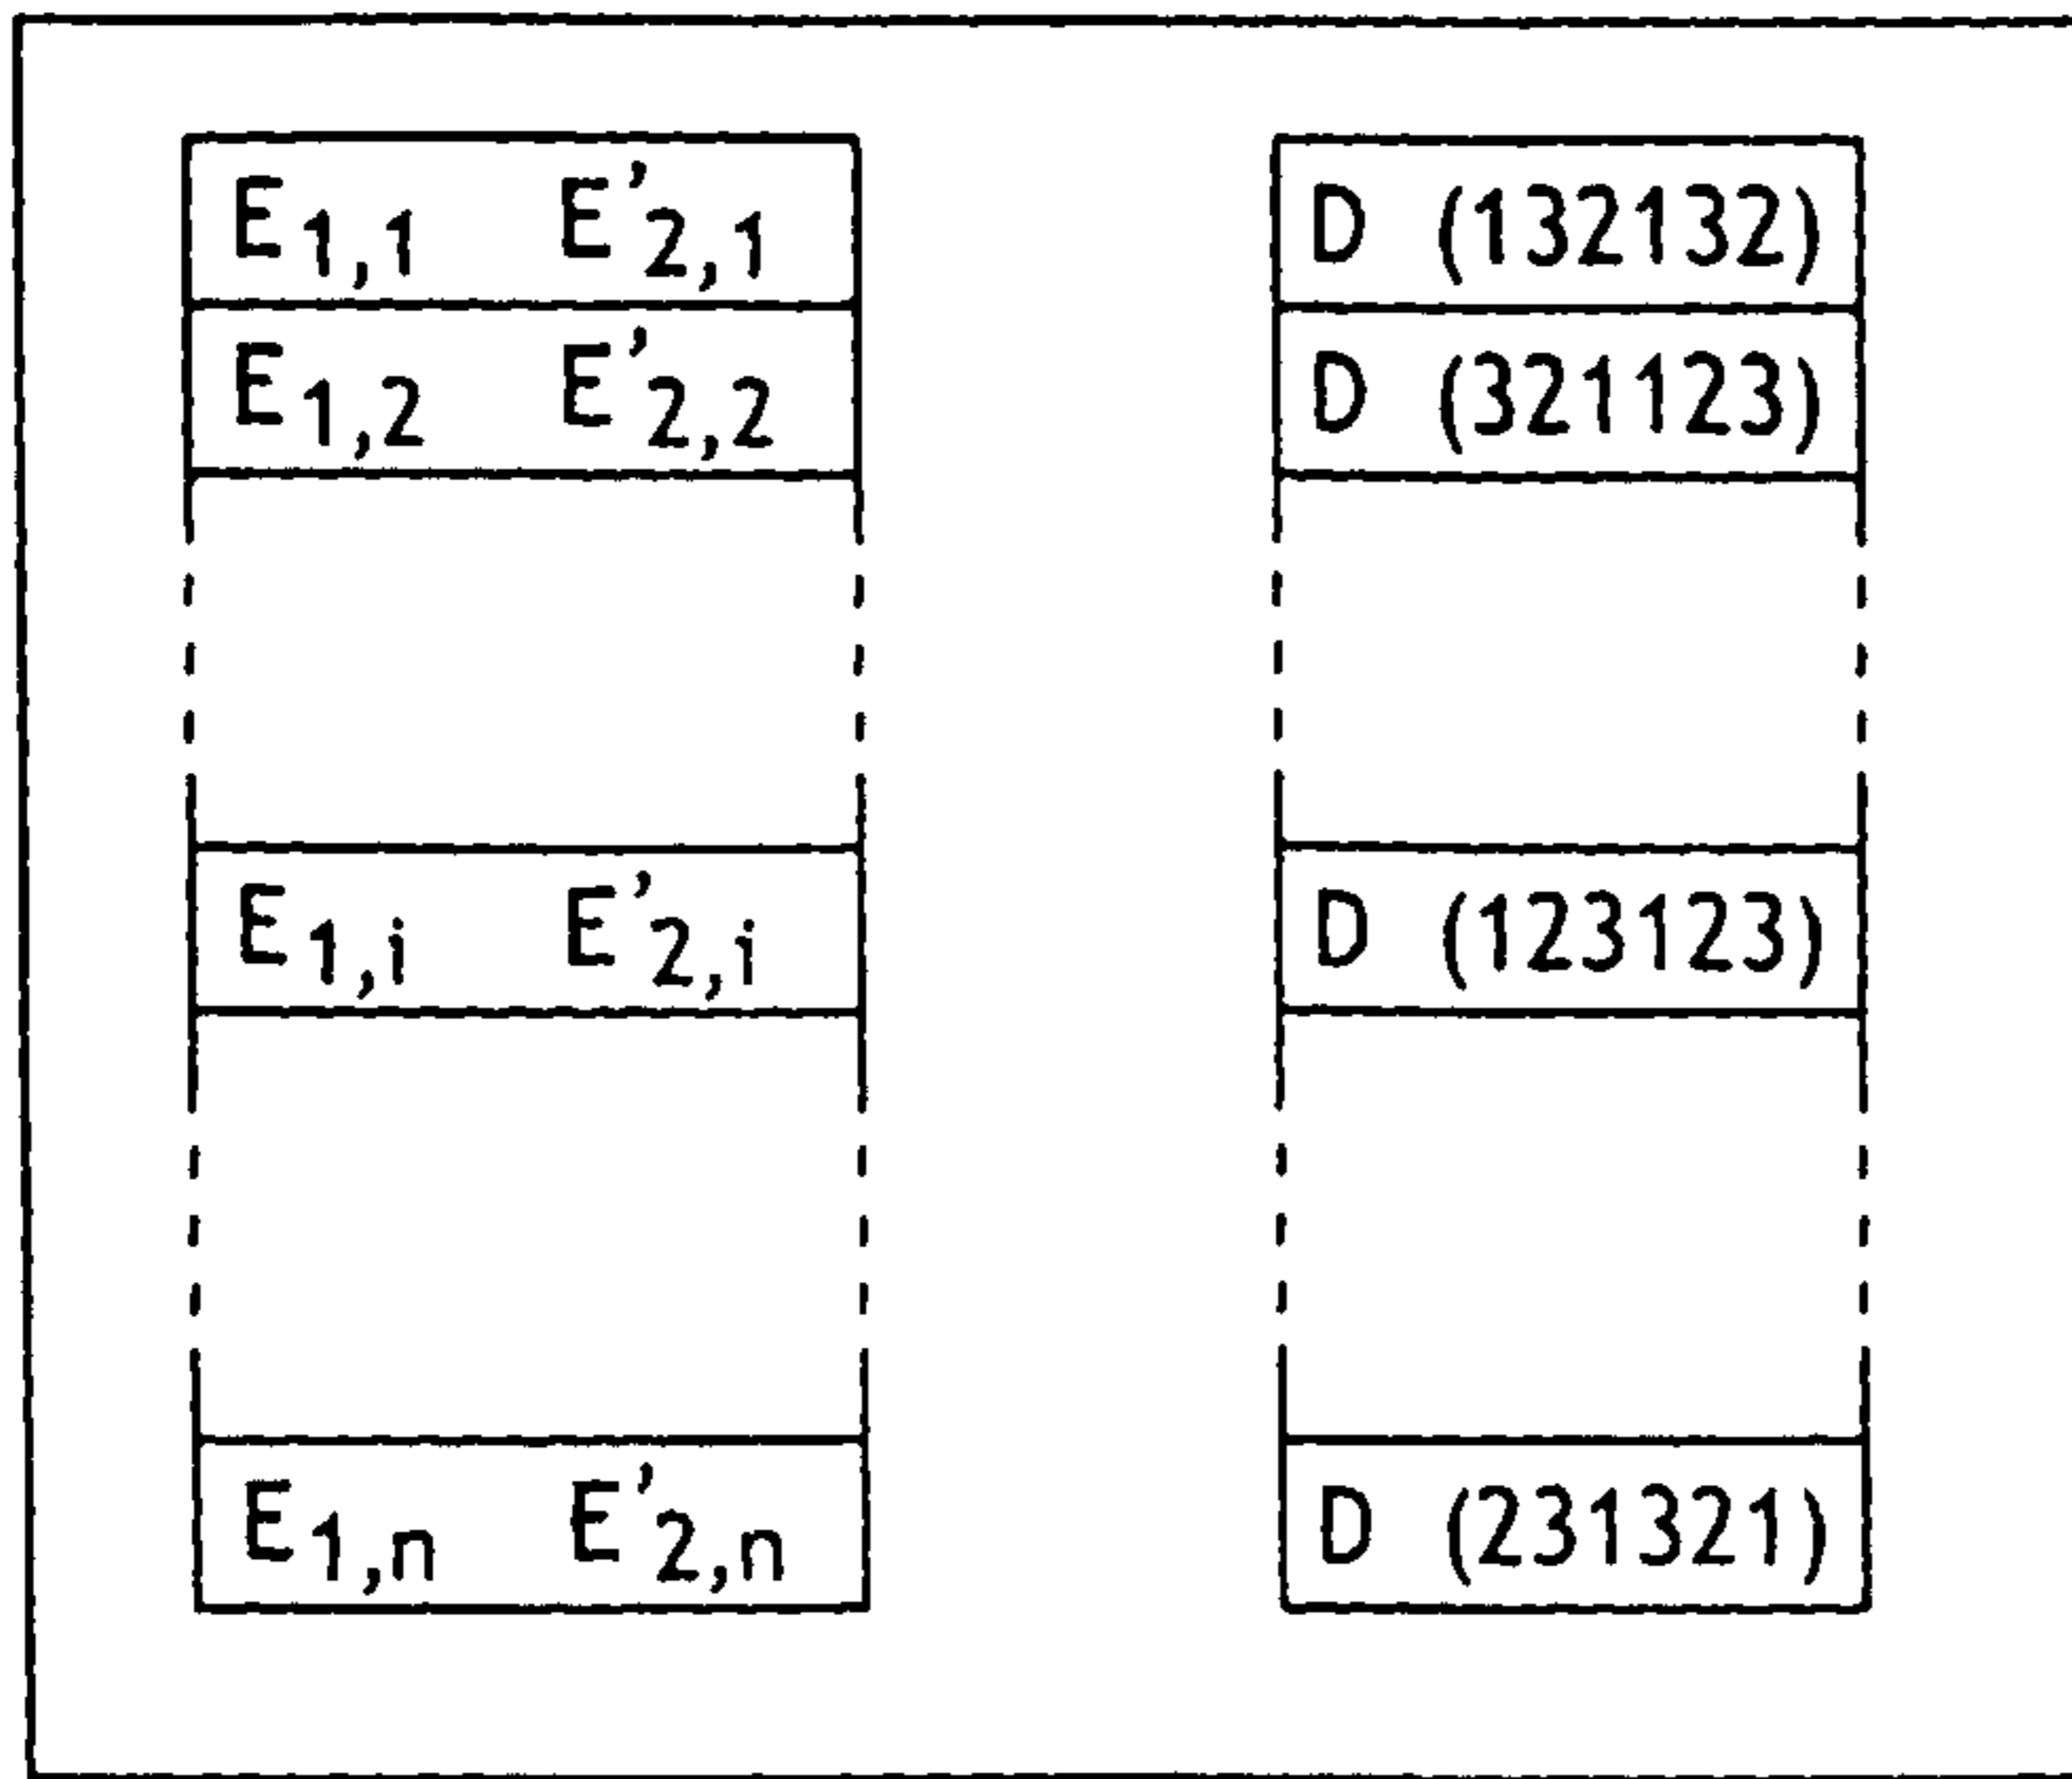 E1,1 E'2,1 D (132132)
E1,2 E'2,2 D (321123)
E1,i E'2,i D (123123)
E1,n E'2,n D (231321)